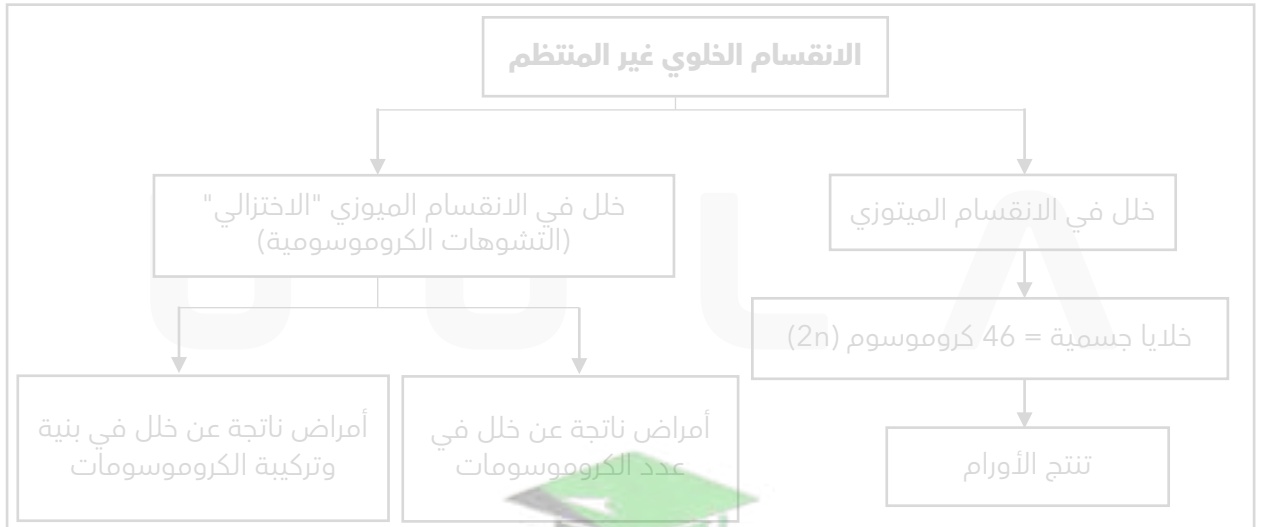 الانقسام الخلوي غير المنتظم
خلل في الانقسام الميتوزي
خلل في الانقسام الميوزي "الاختزالي"
(التشوهات الكروموسومية)
خلايا جسمية = 46 كروموسوم (2n)
تنتج الأورام
أمراض ناتجة عن خلل في
عدد الكروموسومات
أمراض ناتجة عن خلل في بنية
وتركيبة الكروموسومات